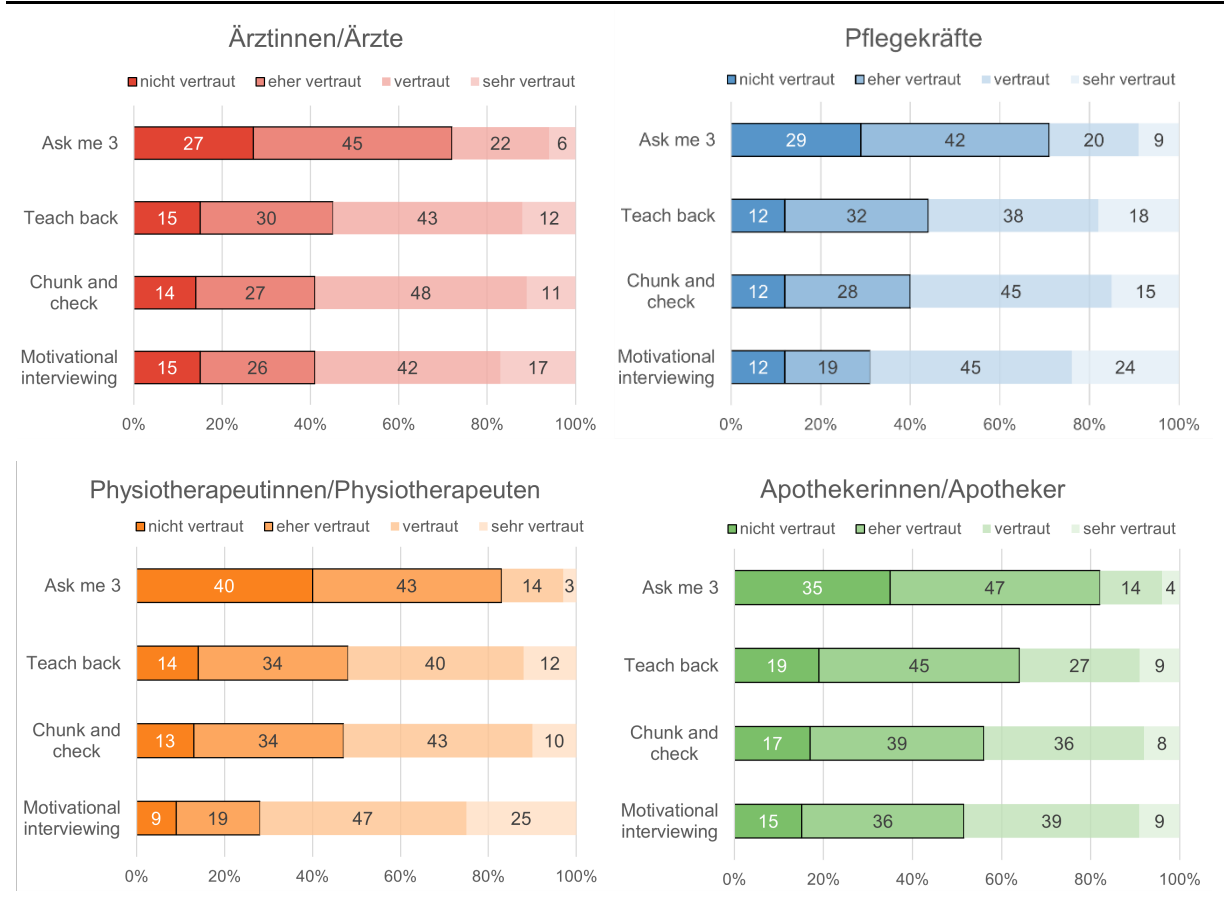 Ärztinnen/Ärzte
nicht vertraut eher vertraut vertraut sehr vertraut
Ask me 3 27 45 22 6
Teach back 15 30 43 12
Chunk and
check 14 27 48 11
Motivational
interviewing 15 26 42 17
0% 20% 40% 60% 80% 100%
Pflegekräfte
nicht vertraut eher vertraut vertraut sehr vertraut
Ask me 3 29 42 20 9
Teach back 12 32 38 18
Chunk and
check 12 28 45 15
Motivational
interviewing 12 19 45 24
0% 20% 40% 60% 80% 100%
Physiotherapeutinnen/Physiotherapeuten
nicht vertraut eher vertraut vertraut sehr vertraut
Ask me 3 40 43 14 3
Teach back 14 34 40 12
Chunk and
check 13 34 43 10
Motivational
interviewing 9 19 47 25
0% 20% 40% 60% 80% 100%
Apothekerinnen/Apotheker
nicht vertraut eher vertraut vertraut sehr vertraut
Ask me 3 35 47 14 4
Teach back 19 45 27 9
Chunk and
check 17 39 36 8
Motivational
interviewing 15 36 39 9
0% 20% 40% 60% 80% 100%